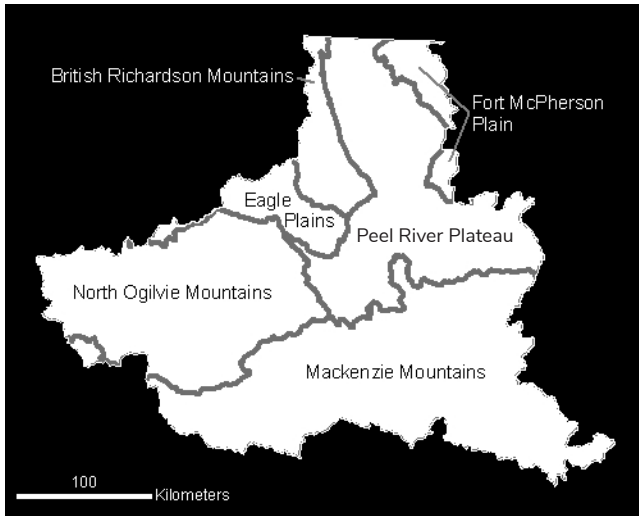 British Richardson Mountains
Fort McPherson
Plain
Eagle
Plains
Peel River Plateau
North Ogilvie Mountains
Mackenzie Mountains
100
Kilometers